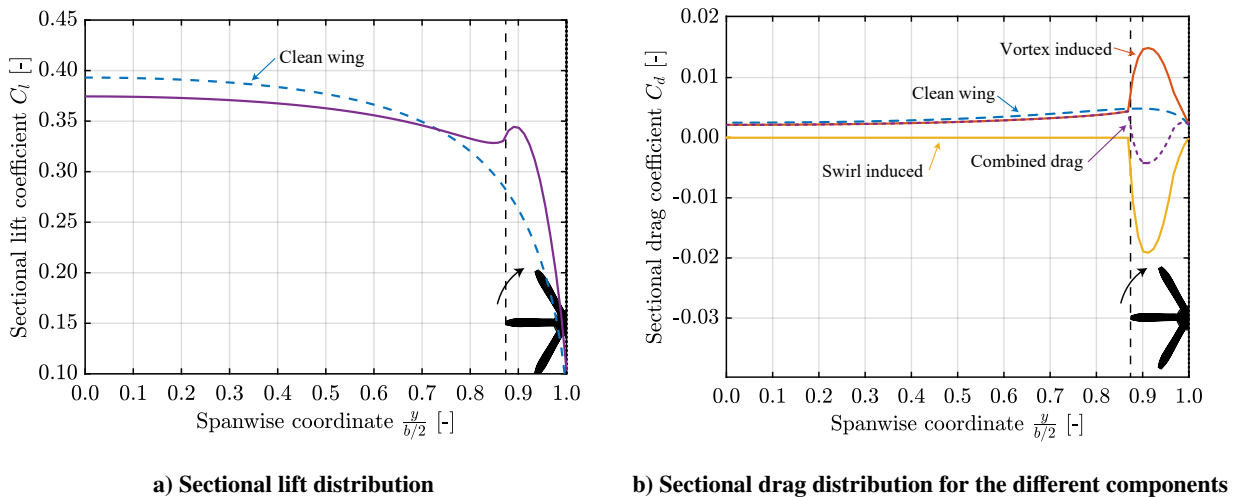 0.45
0.40
0.35
0.30
0.25
0.20
0.15
0.10
Sectional lift coefficient C_l [-]
Clean wing
0.0 0.1 0.2 0.3 0.4 0.5 0.6 0.7 0.8 0.9 1.0
Spanwise coordinate y/(b/2) [-]
a) Sectional lift distribution
0.02
0.01
0.00
-0.01
-0.02
-0.03
Sectional drag coefficient C_d [-]
Vortex induced
Clean wing
Combined drag
Swirl induced
0.0 0.1 0.2 0.3 0.4 0.5 0.6 0.7 0.8 0.9 1.0
Spanwise coordinate y/(b/2) [-]
b) Sectional drag distribution for the different components